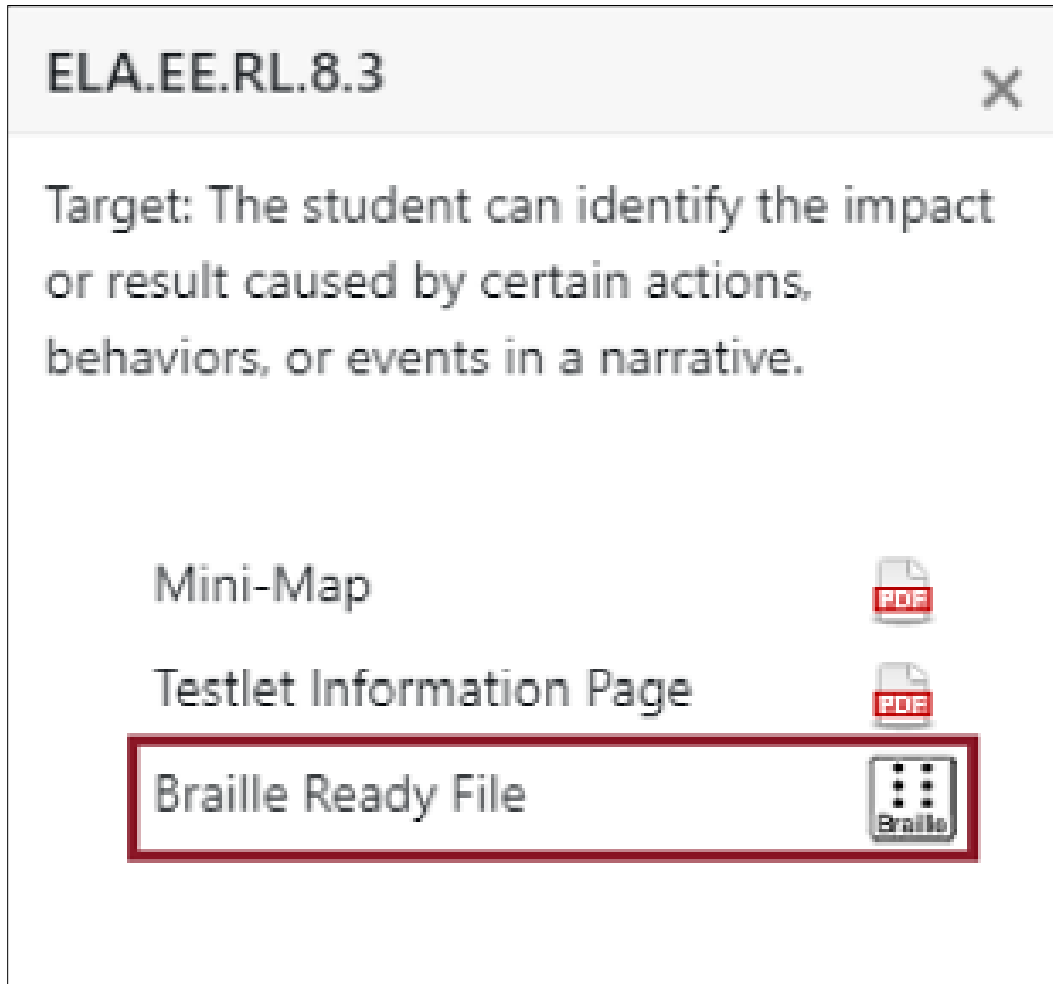 ELA.EE.RL.8.3
Target: The student can identify the impact
or result caused by certain actions,
behaviors, or events in a narrative.
Mini-Map
PDF
Testlet Information Page
PDF
Braille Ready File
Braille